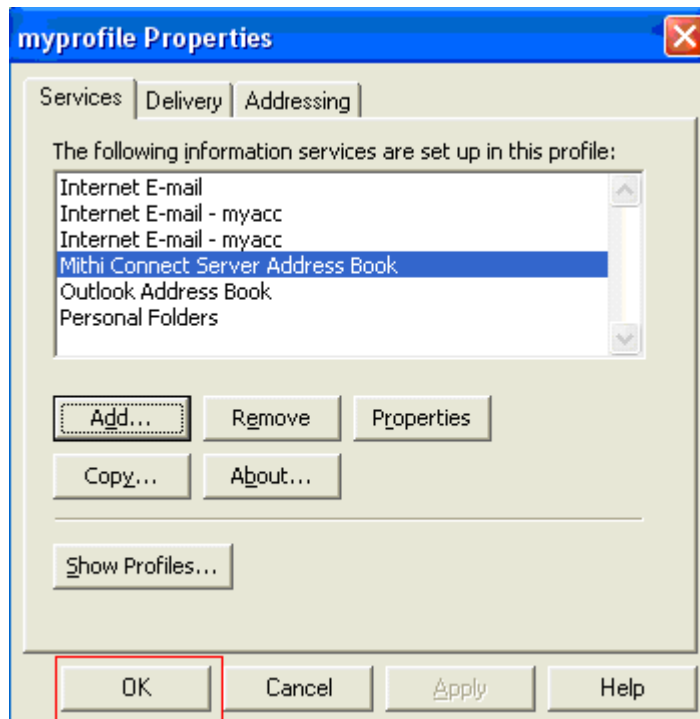 myprofile Properties
Services Delivery Addressing
The following information services are set up in this profile:
Internet E-mail
Internet E-mail - myacc
Internet E-mail - myacc
Mithi Connect Server Address Book
Outlook Address Book
Personal Folders
Add... Remove Properties
Copy... About...
Show Profiles...
OK Cancel Apply Help